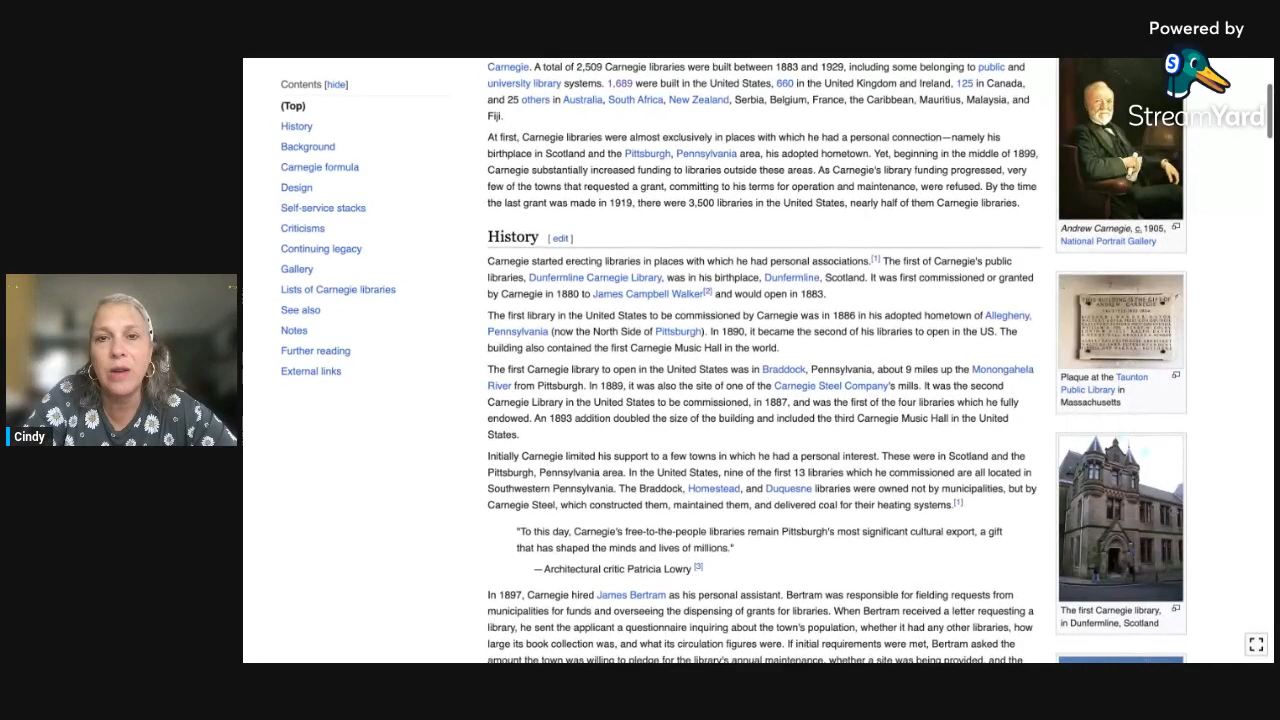 Powered by
S
StreamYard
Contents [hide]
(Top)
History
Background
Carnegie formula
Design
Self-service stacks
Criticisms
Continuing legacy
Gallery
Lists of Carnegie libraries
See also
Notes
Further reading
External links
Carnegie. A total of 2,509 Carnegie libraries were built between 1883 and 1929, including some belonging to public and
university library systems. 1,689 were built in the United States, 660 in the United Kingdom and Ireland, 125 in Canada,
and 25 others in Australia, South Africa, New Zealand, Serbia, Belgium, France, the Caribbean, Mauritius, Malaysia, and
Fiji.
At first, Carnegie libraries were almost exclusively in places with which he had a personal connection—namely his
birthplace in Scotland and the Pittsburgh, Pennsylvania area, his adopted hometown. Yet, beginning in the middle of 1899,
Carnegie substantially increased funding to libraries outside these areas. As Carnegie's library funding progressed, very
few of the towns that requested a grant, committing to his terms for operation and maintenance, were refused. By the time
the last grant was made in 1919, there were 3,500 libraries in the United States, nearly half of them Carnegie libraries.
History [ edit ]
Carnegie started erecting libraries in places with which he had personal associations.[1] The first of Carnegie's public
libraries, Dunfermline Carnegie Library, was in his birthplace, Dunfermline, Scotland. It was first commissioned or granted
by Carnegie in 1880 to James Campbell Walker[2] and would open in 1883.
The first library in the United States to be commissioned by Carnegie was in 1886 in his adopted hometown of Allegheny,
Pennsylvania (now the North Side of Pittsburgh). In 1890, it became the second of his libraries to open in the US. The
building also contained the first Carnegie Music Hall in the world.
The first Carnegie library to open in the United States was in Braddock, Pennsylvania, about 9 miles up the Monongahela
River from Pittsburgh. In 1889, it was also the site of one of the Carnegie Steel Company's mills. It was the second
Carnegie Library in the United States to be commissioned, in 1887, and was the first of the four libraries which he fully
endowed. An 1893 addition doubled the size of the building and included the third Carnegie Music Hall in the United
States.
Initially Carnegie limited his support to a few towns in which he had a personal interest. These were in Scotland and the
Pittsburgh, Pennsylvania area. In the United States, nine of the first 13 libraries which he commissioned are all located in
Southwestern Pennsylvania. The Braddock, Homestead, and Duquesne libraries were owned not by municipalities, but by
Carnegie Steel, which constructed them, maintained them, and delivered coal for their heating systems.[1]
"To this day, Carnegie's free-to-the-people libraries remain Pittsburgh's most significant cultural export, a gift
that has shaped the minds and lives of millions."
— Architectural critic Patricia Lowry [3]
In 1897, Carnegie hired James Bertram as his personal assistant. Bertram was responsible for fielding requests from
municipalities for funds and overseeing the dispensing of grants for libraries. When Bertram received a letter requesting a
library, he sent the applicant a questionnaire inquiring about the town's population, whether it had any other libraries, how
large its book collection was, and what its circulation figures were. If initial requirements were met, Bertram asked the
amount the town was willing to pledge for the library's annual maintenance, whether a site was being provided, and the
Andrew Carnegie, c. 1905,
National Portrait Gallery
Plaque at the Taunton
Public Library in
Massachusetts
The first Carnegie library,
in Dunfermline, Scotland
Cindy